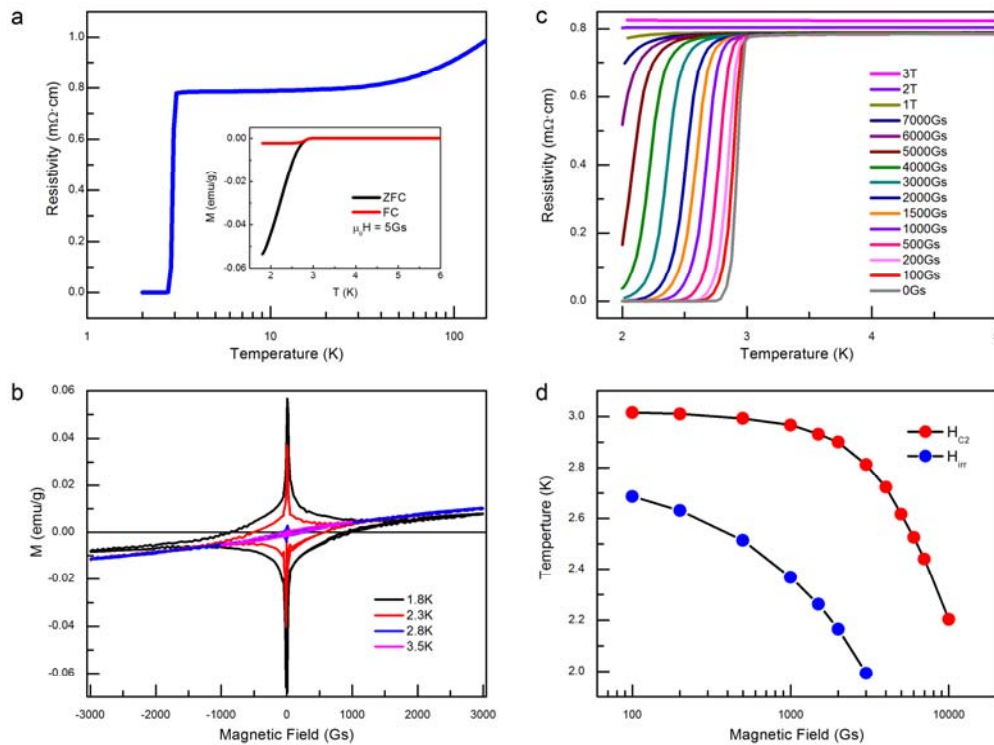 a
Resistivity (mΩ·cm)
1.0
0.8
0.6
0.4
0.2
0.0
1
10
100
Temperature (K)
M (emu/g)
0.00
-0.02
-0.04
-0.06
2
3
4
5
6
T (K)
ZFC
FC
μ₀H = 5Gs
c
Resistivity (mΩ·cm)
0.8
0.6
0.4
0.2
0.0
2
3
4
Temperature (K)
3T
2T
1T
7000Gs
6000Gs
5000Gs
4000Gs
3000Gs
2000Gs
1500Gs
1000Gs
500Gs
200Gs
100Gs
0Gs
b
M (emu/g)
0.06
0.04
0.02
0.00
-0.02
-0.04
-0.06
-3000
-2000
-1000
0
1000
2000
3000
Magnetic Field (Gs)
1.8K
2.3K
2.8K
3.5K
d
Temperture (K)
3.0
2.8
2.6
2.4
2.2
2.0
100
1000
10000
Magnetic Field (Gs)
H_C2
H_irr